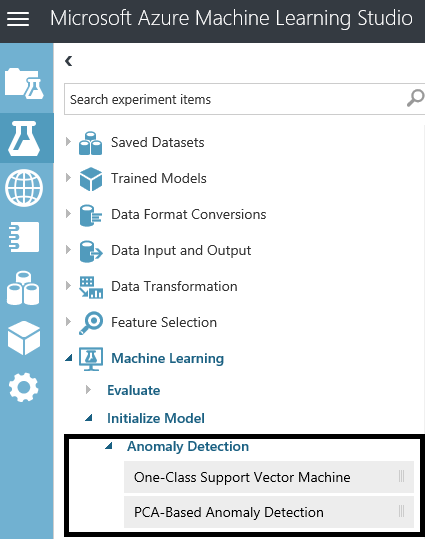 Microsoft Azure Machine Learning Studio
Search experiment items
Saved Datasets
Trained Models
Data Format Conversions
Data Input and Output
Data Transformation
Feature Selection
Machine Learning
Evaluate
Initialize Model
Anomaly Detection
One-Class Support Vector Machine
PCA-Based Anomaly Detection